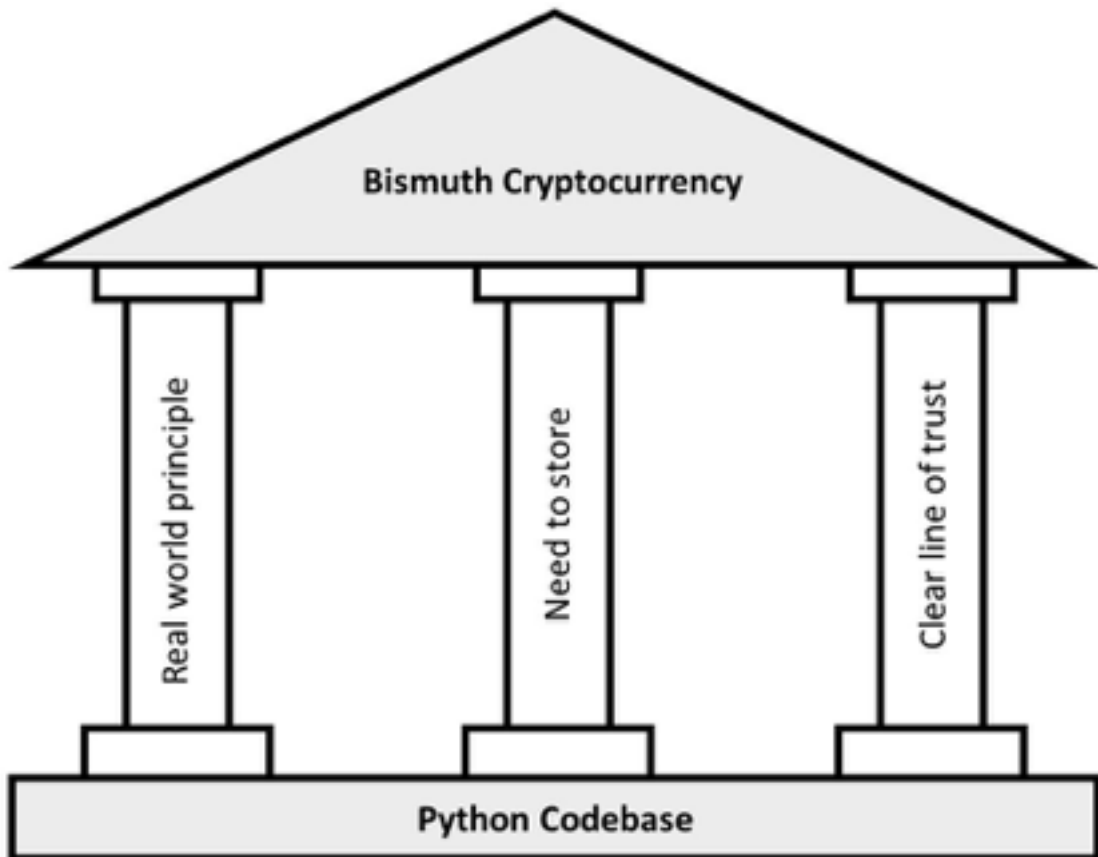 Bismuth Cryptocurrency
Real world principle
Need to store
Clear line of trust
Python Codebase